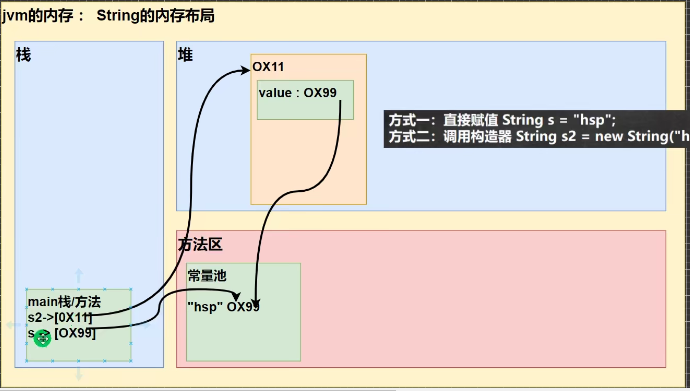 jvm的内存： String的内存布局
栈
堆
OX11
value : OX99
方式一：直接赋值 String s = "hsp";
方式二：调用构造器 String s2 = new String("h
方法区
常量池
"hsp" OX99
main栈/方法
s2->[0X11]
s-> [OX99]